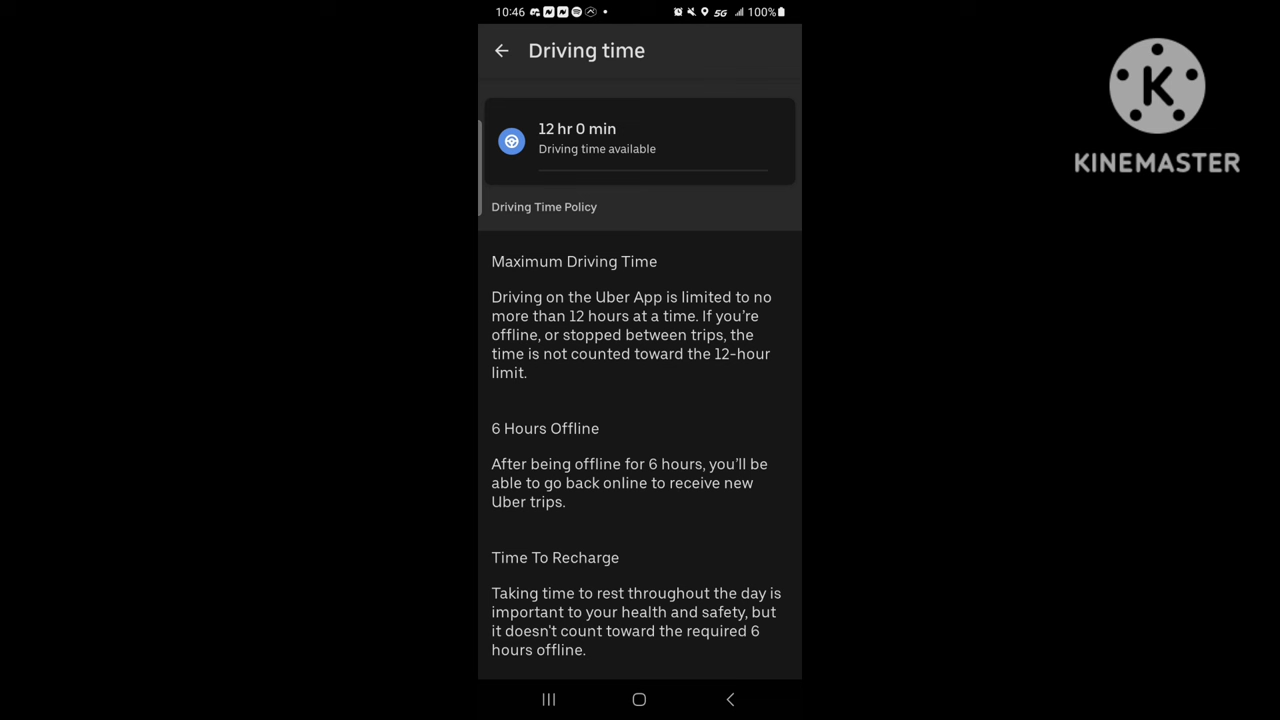 10:46
5G
100%
Driving time
K
KINEMASTER
12 hr 0 min
Driving time available
Driving Time Policy
Maximum Driving Time
Driving on the Uber App is limited to no
more than 12 hours at a time. If you’re
offline, or stopped between trips, the
time is not counted toward the 12-hour
limit.
6 Hours Offline
After being offline for 6 hours, you’ll be
able to go back online to receive new
Uber trips.
Time To Recharge
Taking time to rest throughout the day is
important to your health and safety, but
it doesn't count toward the required 6
hours offline.